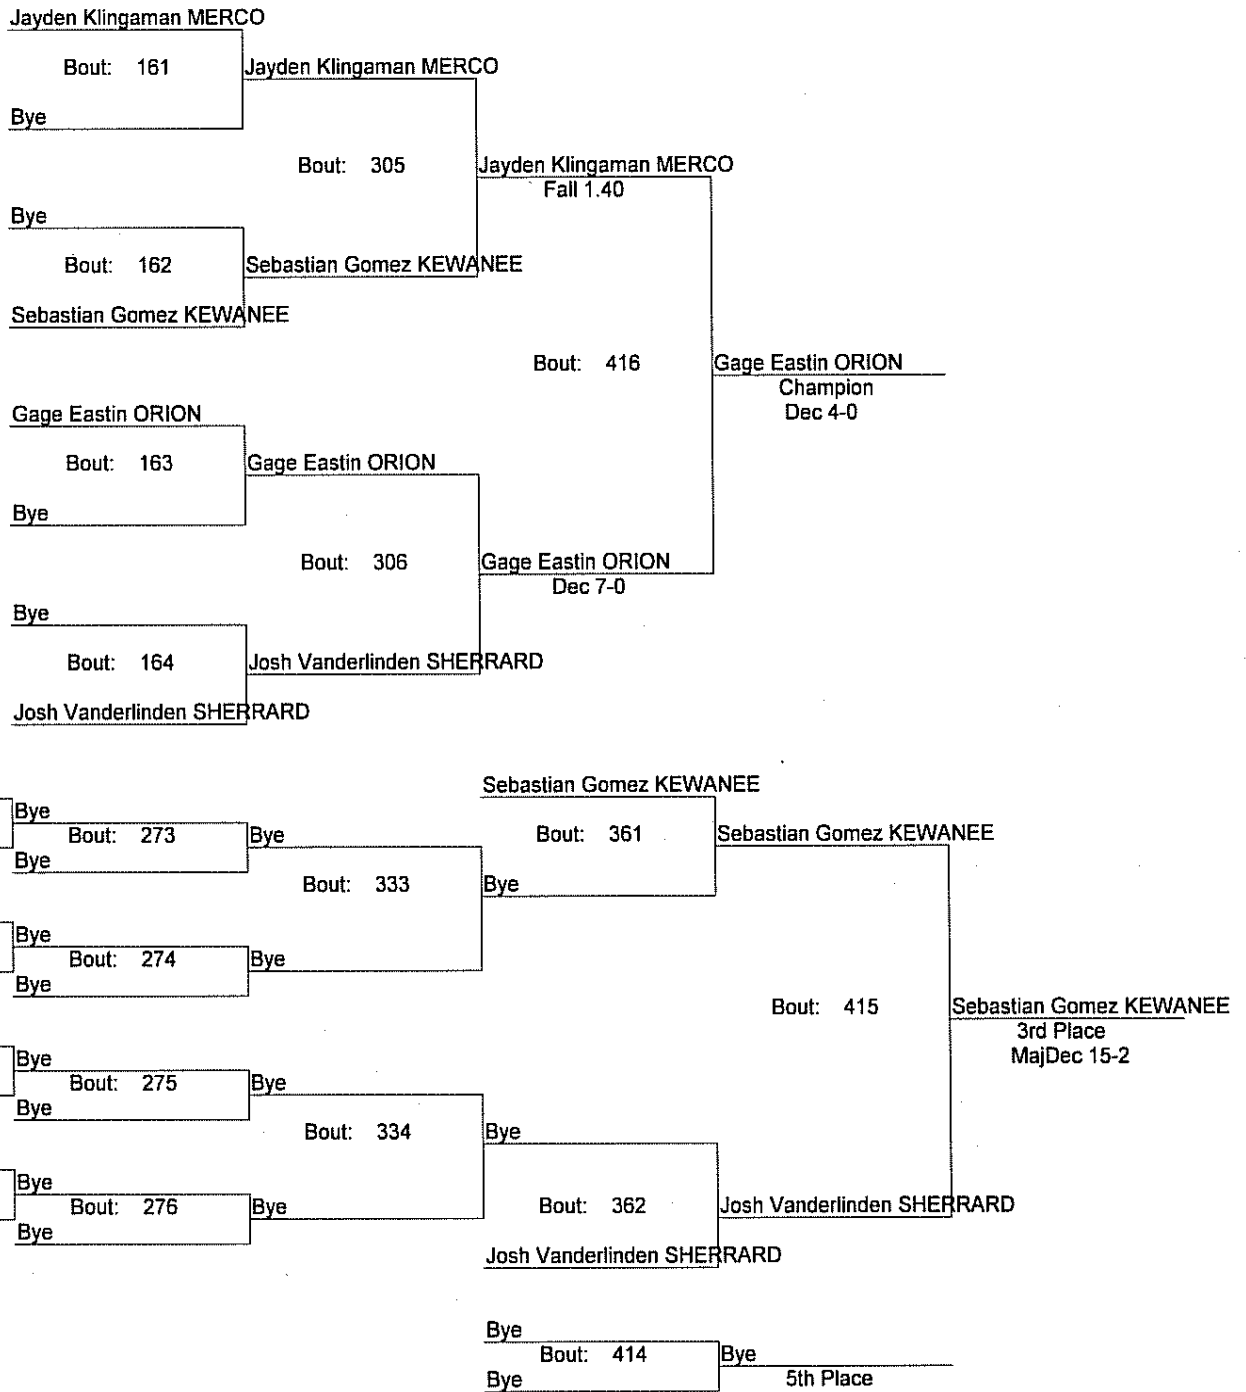 Jayden Klingaman MERCO
Bout: 161
Jayden Klingaman MERCO
Bye
Bout: 305
Jayden Klingaman MERCO
Fall 1.40
Bye
Bout: 162
Sebastian Gomez KEWANEE
Sebastian Gomez KEWANEE
Bout: 416
Gage Eastin ORION
Champion
Dec 4-0
Gage Eastin ORION
Bout: 163
Gage Eastin ORION
Bye
Bout: 306
Gage Eastin ORION
Dec 7-0
Bye
Bout: 164
Josh Vanderlinden SHERRARD
Josh Vanderlinden SHERRARD
Sebastian Gomez KEWANEE
Bye
Bout: 273
Bye
Bout: 361
Sebastian Gomez KEWANEE
Bye
Bout: 333
Bye
Bye
Bout: 274
Bye
Bye
Bout: 415
Sebastian Gomez KEWANEE
3rd Place
MajDec 15-2
Bye
Bout: 275
Bye
Bye
Bout: 334
Bye
Bye
Bout: 276
Bye
Bout: 362
Josh Vanderlinden SHERRARD
Bye
Josh Vanderlinden SHERRARD
Bye
Bout: 414
Bye
Bye
5th Place